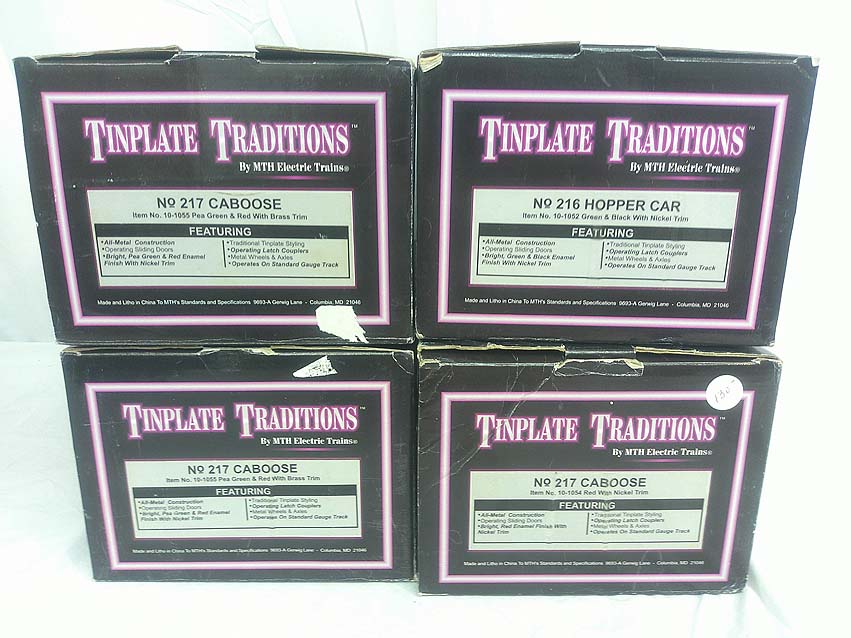 TINPLATE TRADITIONS™
By MTH Electric Trains®
No 217 CABOOSE
Item No. 10-1055 Pea Green & Red With Brass Trim
FEATURING
•All-Metal Construction
•Operating Sliding Doors
•Bright, Pea Green & Red Enamel
Finish With Nickel Trim
•Traditional Tinplate Styling
•Operating Latch Couplers
•Metal Wheels & Axles
•Operates On Standard Gauge Track
Made and Litho in China To MTH's Standards and Specifications 9693-A Gerwig Lane - Columbia, MD 21046
TINPLATE TRADITIONS™
By MTH Electric Trains®
No 216 HOPPER CAR
Item No. 10-1052 Green & Black With Nickel Trim
FEATURING
•All-Metal Construction
•Operating Sliding Doors
•Bright, Green & Black Enamel
Finish With Nickel Trim
•Traditional Tinplate Styling
•Operating Latch Couplers
•Metal Wheels & Axles
•Operates On Standard Gauge Track
Made and Litho in China To MTH's Standards and Specifications 9693-A Gerwig Lane - Columbia, MD 21046
TINPLATE TRADITIONS™
By MTH Electric Trains®
No 217 CABOOSE
Item No. 10-1055 Pea Green & Red With Brass Trim
FEATURING
•All-Metal Construction
•Operating Sliding Doors
•Bright, Pea Green & Red Enamel
Finish With Nickel Trim
•Traditional Tinplate Styling
•Operating Latch Couplers
•Metal Wheels & Axles
•Operates On Standard Gauge Track
Made and Litho in China To MTH's Standards and Specifications 9693-A Gerwig Lane - Columbia, MD 21046
130
TINPLATE TRADITIONS™
By MTH Electric Trains®
No 217 CABOOSE
Item No. 10-1054 Red With Nickel Trim
FEATURING
•All-Metal Construction
•Operating Sliding Doors
•Bright, Red Enamel Finish With
Nickel Trim
•Traditional Tinplate Styling
•Operating Latch Couplers
•Metal Wheels & Axles
•Operates On Standard Gauge Track
Made and Litho in China To MTH's Standards and Specifications 9693-A Gerwig Lane - Columbia, MD 21046